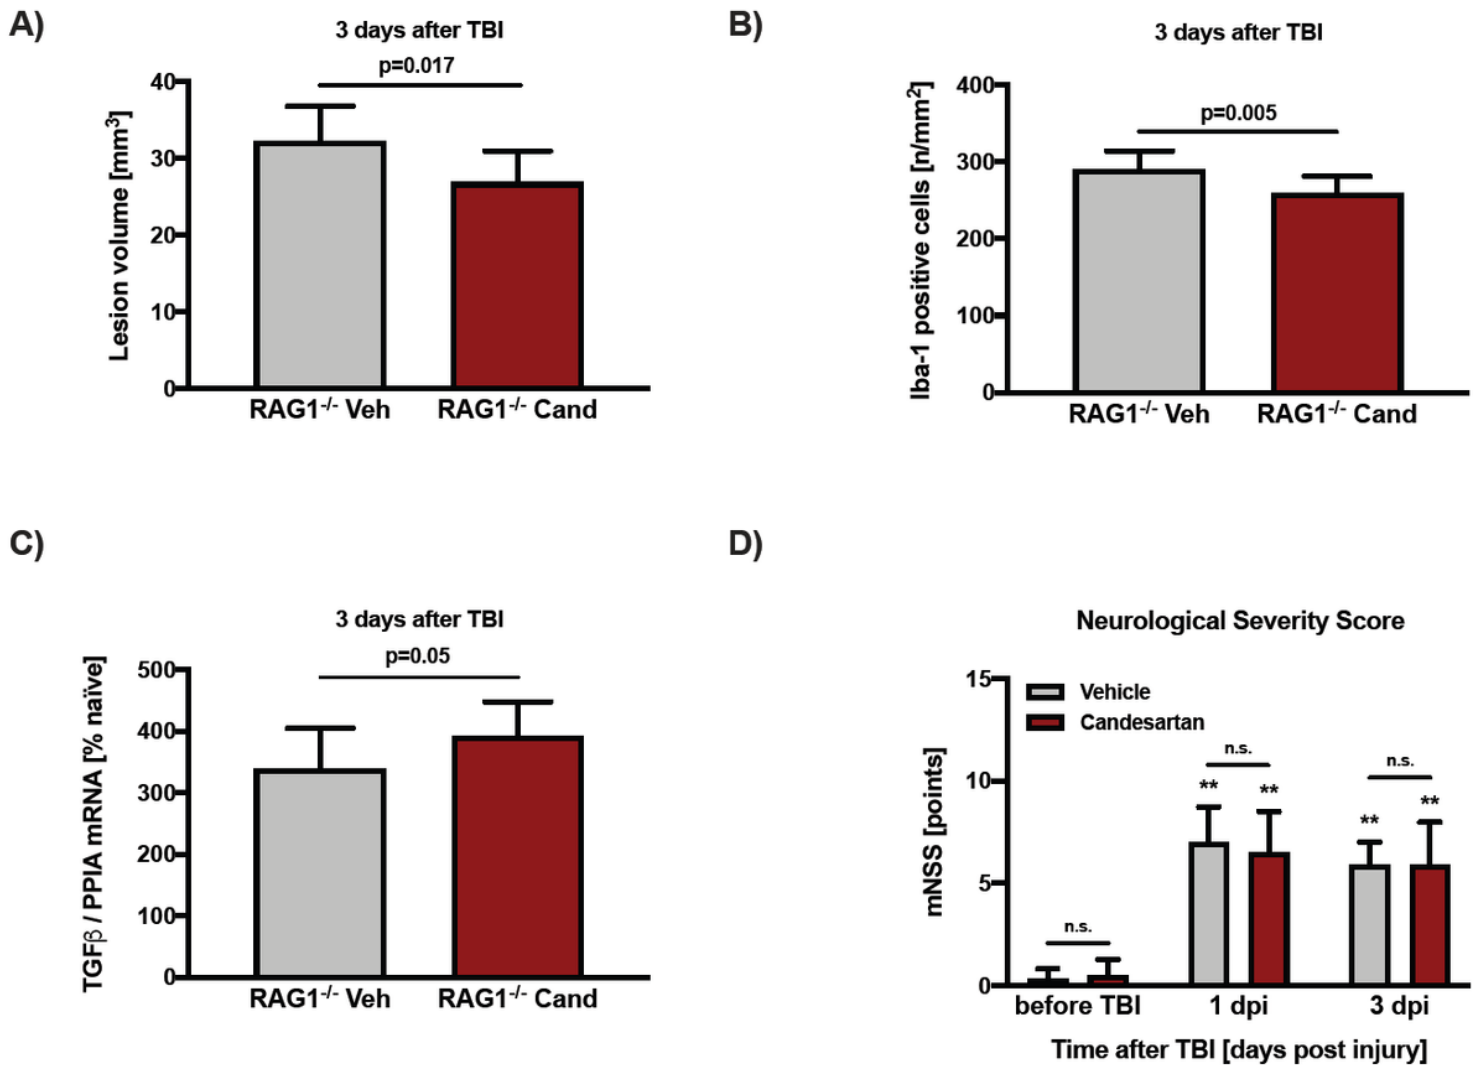 A)
3 days after TBI
p=0.017
Lesion volume [mm³]
40
30
20
10
0
RAG1⁻/⁻ Veh
RAG1⁻/⁻ Cand
B)
3 days after TBI
p=0.005
Iba-1 positive cells [n/mm²]
400
300
200
100
0
RAG1⁻/⁻ Veh
RAG1⁻/⁻ Cand
C)
3 days after TBI
p=0.05
TGFβ / PPIA mRNA [% naïve]
500
400
300
200
100
0
RAG1⁻/⁻ Veh
RAG1⁻/⁻ Cand
D)
Neurological Severity Score
Vehicle
Candesartan
mNSS [points]
15
10
5
0
n.s.
n.s.
**
**
n.s.
**
**
before TBI
1 dpi
3 dpi
Time after TBI [days post injury]